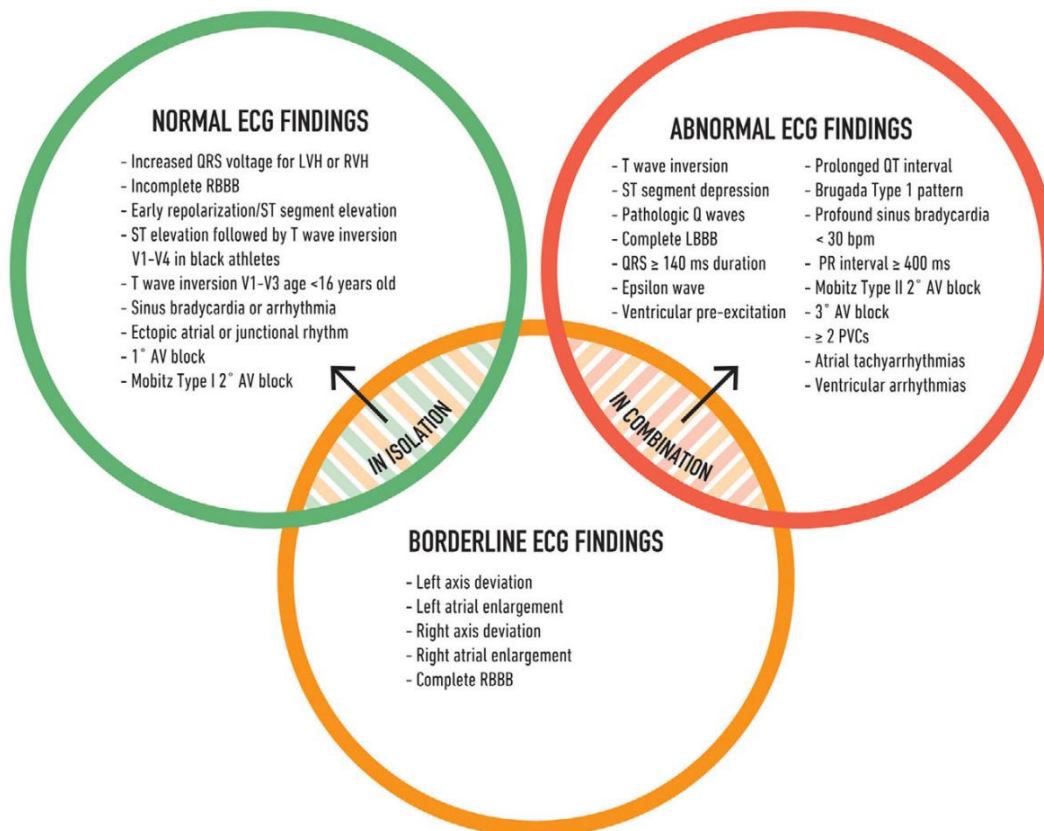 NORMAL ECG FINDINGS
- Increased QRS voltage for LVH or RVH
- Incomplete RBBB
- Early repolarization/ST segment elevation
- ST elevation followed by T wave inversion
V1-V4 in black athletes
- T wave inversion V1-V3 age <16 years old
- Sinus bradycardia or arrhythmia
- Ectopic atrial or junctional rhythm
- 1˚ AV block
- Mobitz Type I 2˚ AV block
ABNORMAL ECG FINDINGS
- T wave inversion
- ST segment depression
- Pathologic Q waves
- Complete LBBB
- QRS ≥ 140 ms duration
- Epsilon wave
- Ventricular pre-excitation
- Prolonged QT interval
- Brugada Type 1 pattern
- Profound sinus bradycardia
< 30 bpm
- PR interval ≥ 400 ms
- Mobitz Type II 2˚ AV block
- 3˚ AV block
- ≥ 2 PVCs
- Atrial tachyarrhythmias
- Ventricular arrhythmias
IN ISOLATION
IN COMBINATION
BORDERLINE ECG FINDINGS
- Left axis deviation
- Left atrial enlargement
- Right axis deviation
- Right atrial enlargement
- Complete RBBB